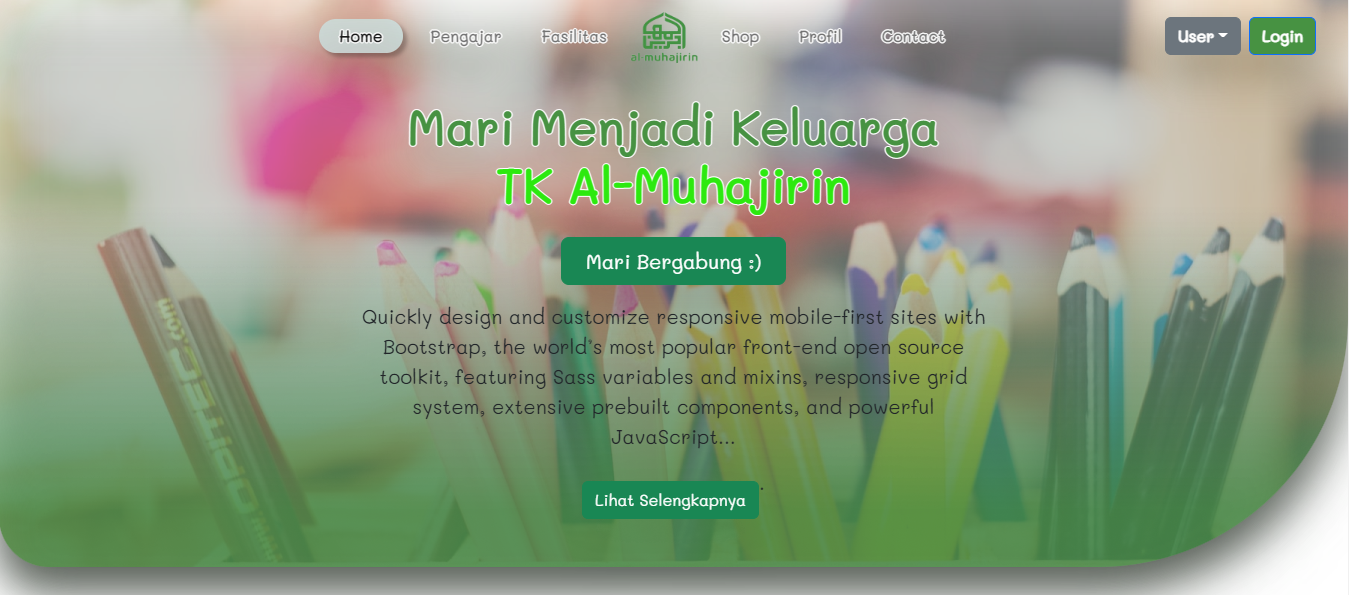 Home Pengajar Fasilitas al-muhajirin Shop Profil Contact User Login
Mari Menjadi Keluarga
TK Al-Muhajirin
Mari Bergabung :)
Quickly design and customize responsive mobile-first sites with
Bootstrap, the world's most popular front-end open source
toolkit, featuring Sass variables and mixins, responsive grid
system, extensive prebuilt components, and powerful
JavaScript...
Lihat Selengkapnya .